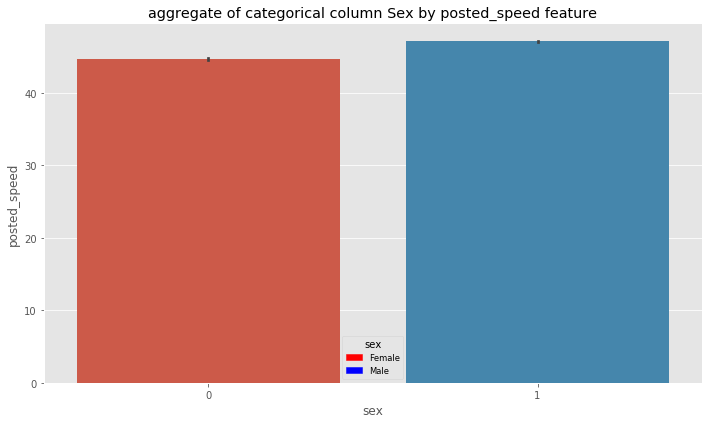 aggregate of categorical column Sex by posted_speed feature
posted_speed
40
30
20
10
0
sex
Female
Male
0
1
sex